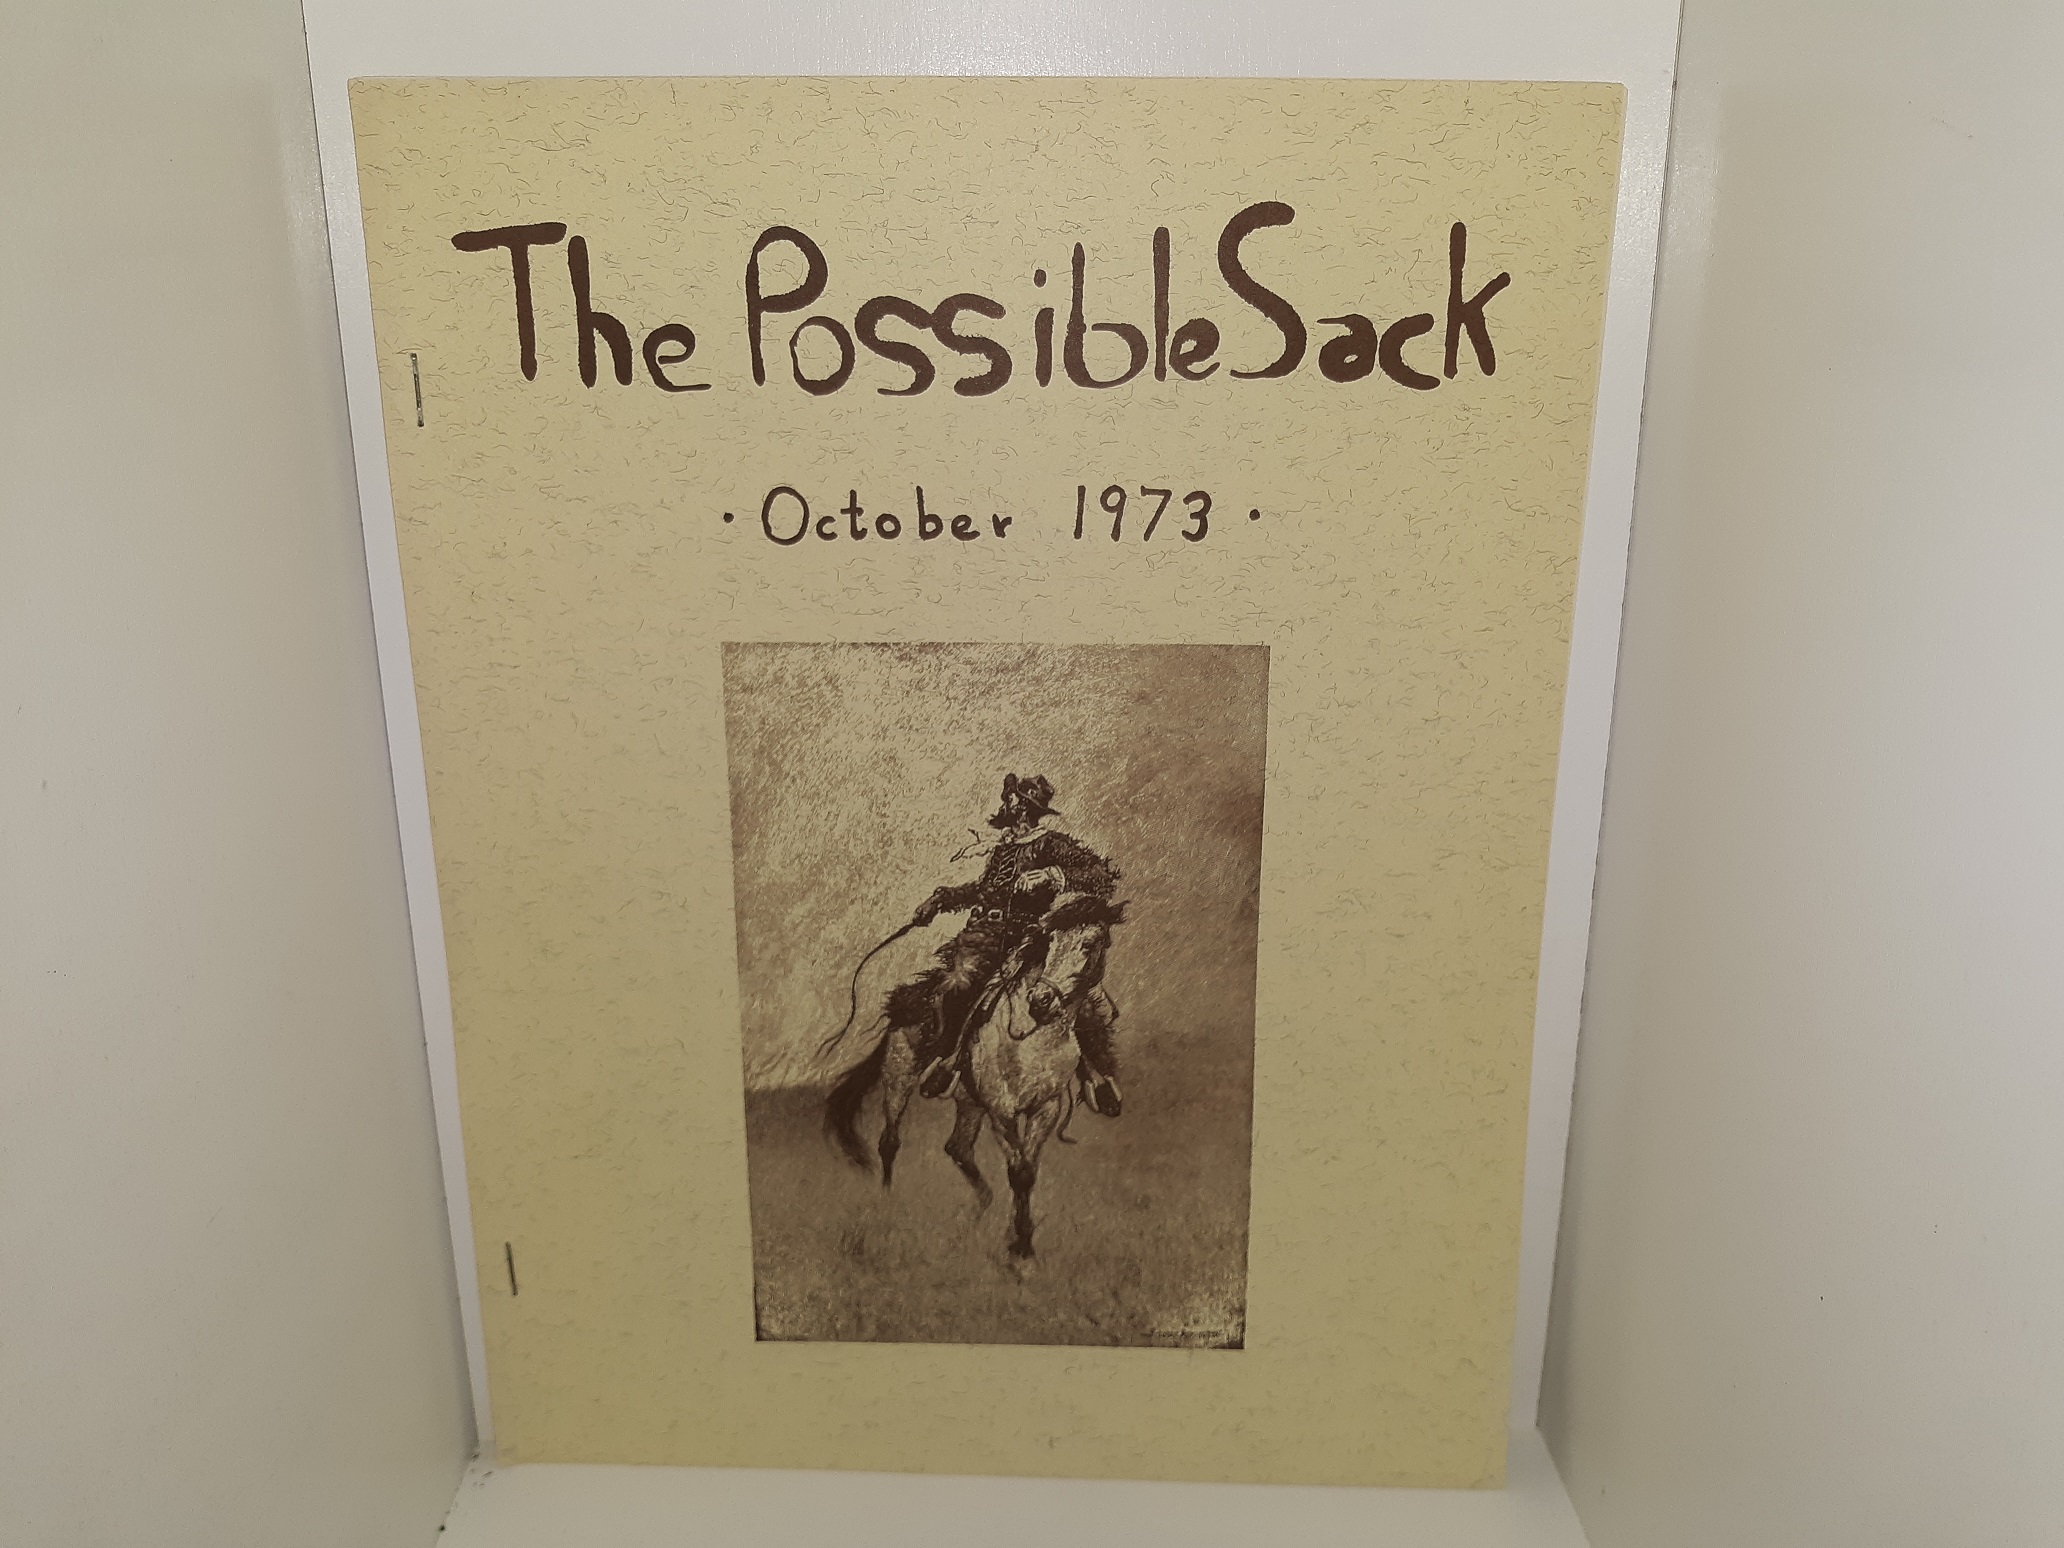 The Possible Sack
· October 1973 ·